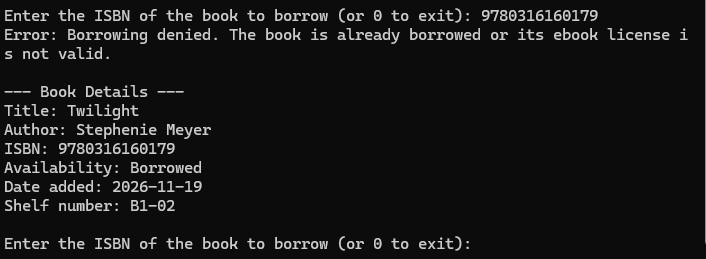 Enter the ISBN of the book to borrow (or 0 to exit): 9780316160179
Error: Borrowing denied. The book is already borrowed or its ebook license i
s not valid.
--- Book Details ---
Title: Twilight
Author: Stephenie Meyer
ISBN: 9780316160179
Availability: Borrowed
Date added: 2026-11-19
Shelf number: B1-02
Enter the ISBN of the book to borrow (or 0 to exit):